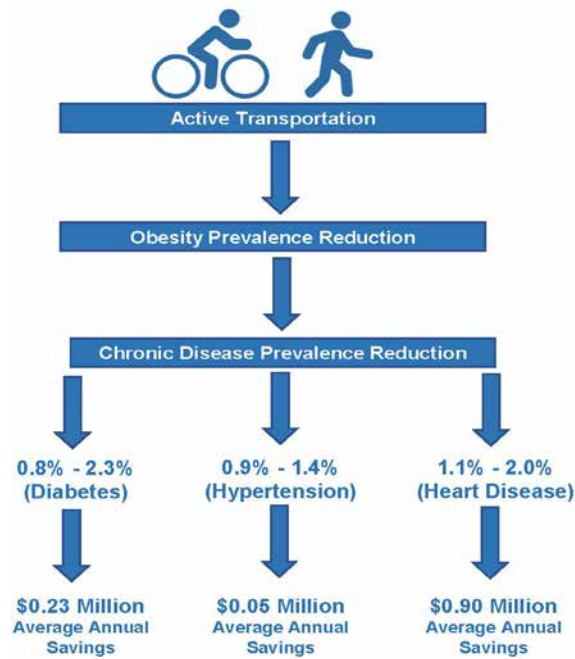 Active Transportation
Obesity Prevalence Reduction
Chronic Disease Prevalence Reduction
0.8% - 2.3%
(Diabetes)
0.9% - 1.4%
(Hypertension)
1.1% - 2.0%
(Heart Disease)
$0.23 Million
Average Annual
Savings
$0.05 Million
Average Annual
Savings
$0.90 Million
Average Annual
Savings